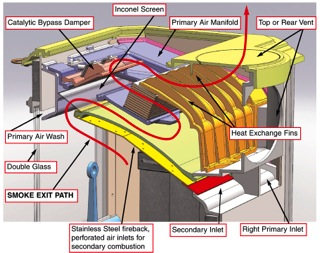 Inconel Screen
Catalytic Bypass Damper
Primary Air Manifold
Top or Rear Vent
Primary Air Wash
Heat Exchange Fins
Double Glass
SMOKE EXIT PATH
Stainless Steel fireback,
perforated air inlets for
secondary combustion
Secondary Inlet
Right Primary Inlet